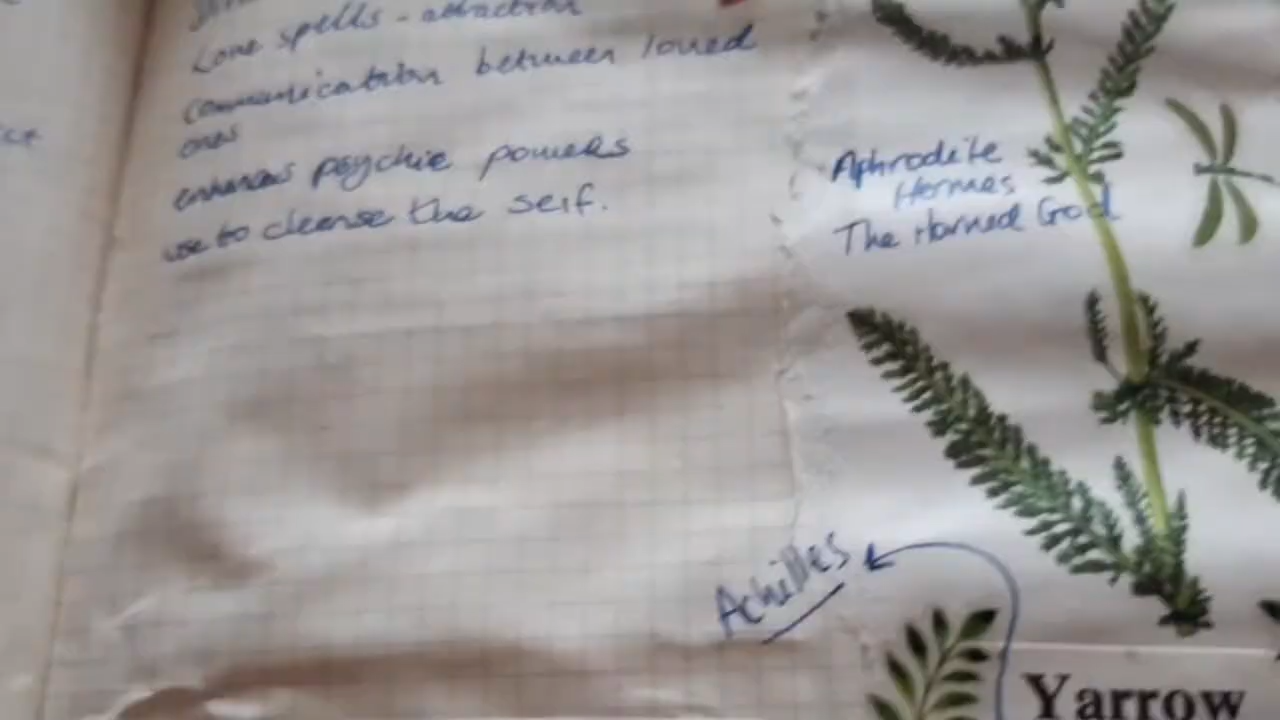 Love spells - attraction
communication between loved
ones
enhances psychic powers
use to cleanse the self.
Aphrodite
Hermes
The Horned God
Achilles
Yarrow